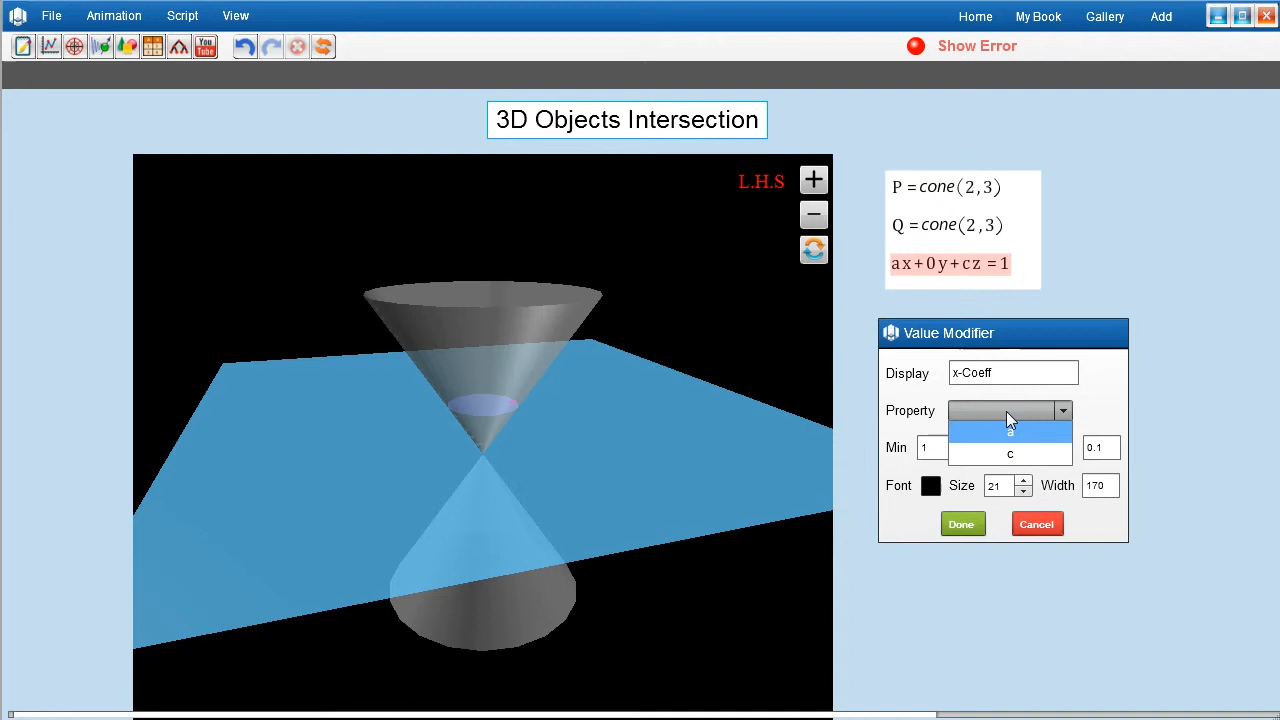 File Animation Script View Home My Book Gallery Add
You Tube
Show Error
3D Objects Intersection
L.H.S
P = cone(2,3)
Q = cone(2,3)
ax+0y+cz =1
Value Modifier
Display x-Coeff
Property
a
Min 1 0.1
c
Font Size 21 Width 170
Done Cancel